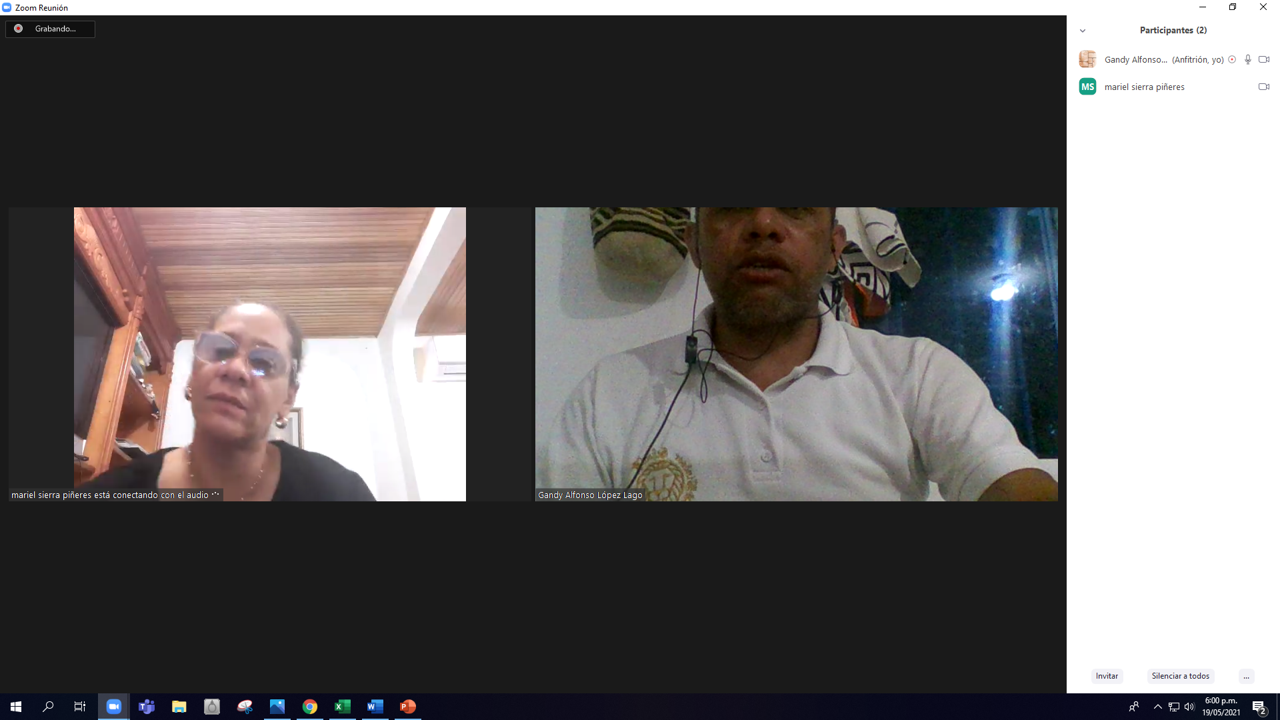 Zoom Reunión
Grabando...
Participantes (2)
Gandy Alfonso... (Anfitrión, yo)
MS mariel sierra piñeres
mariel sierra piñeres está conectando con el audio
Gandy Alfonso López Lago
Invitar Silenciar a todos ...
6:00 p.m.
19/05/2021
2